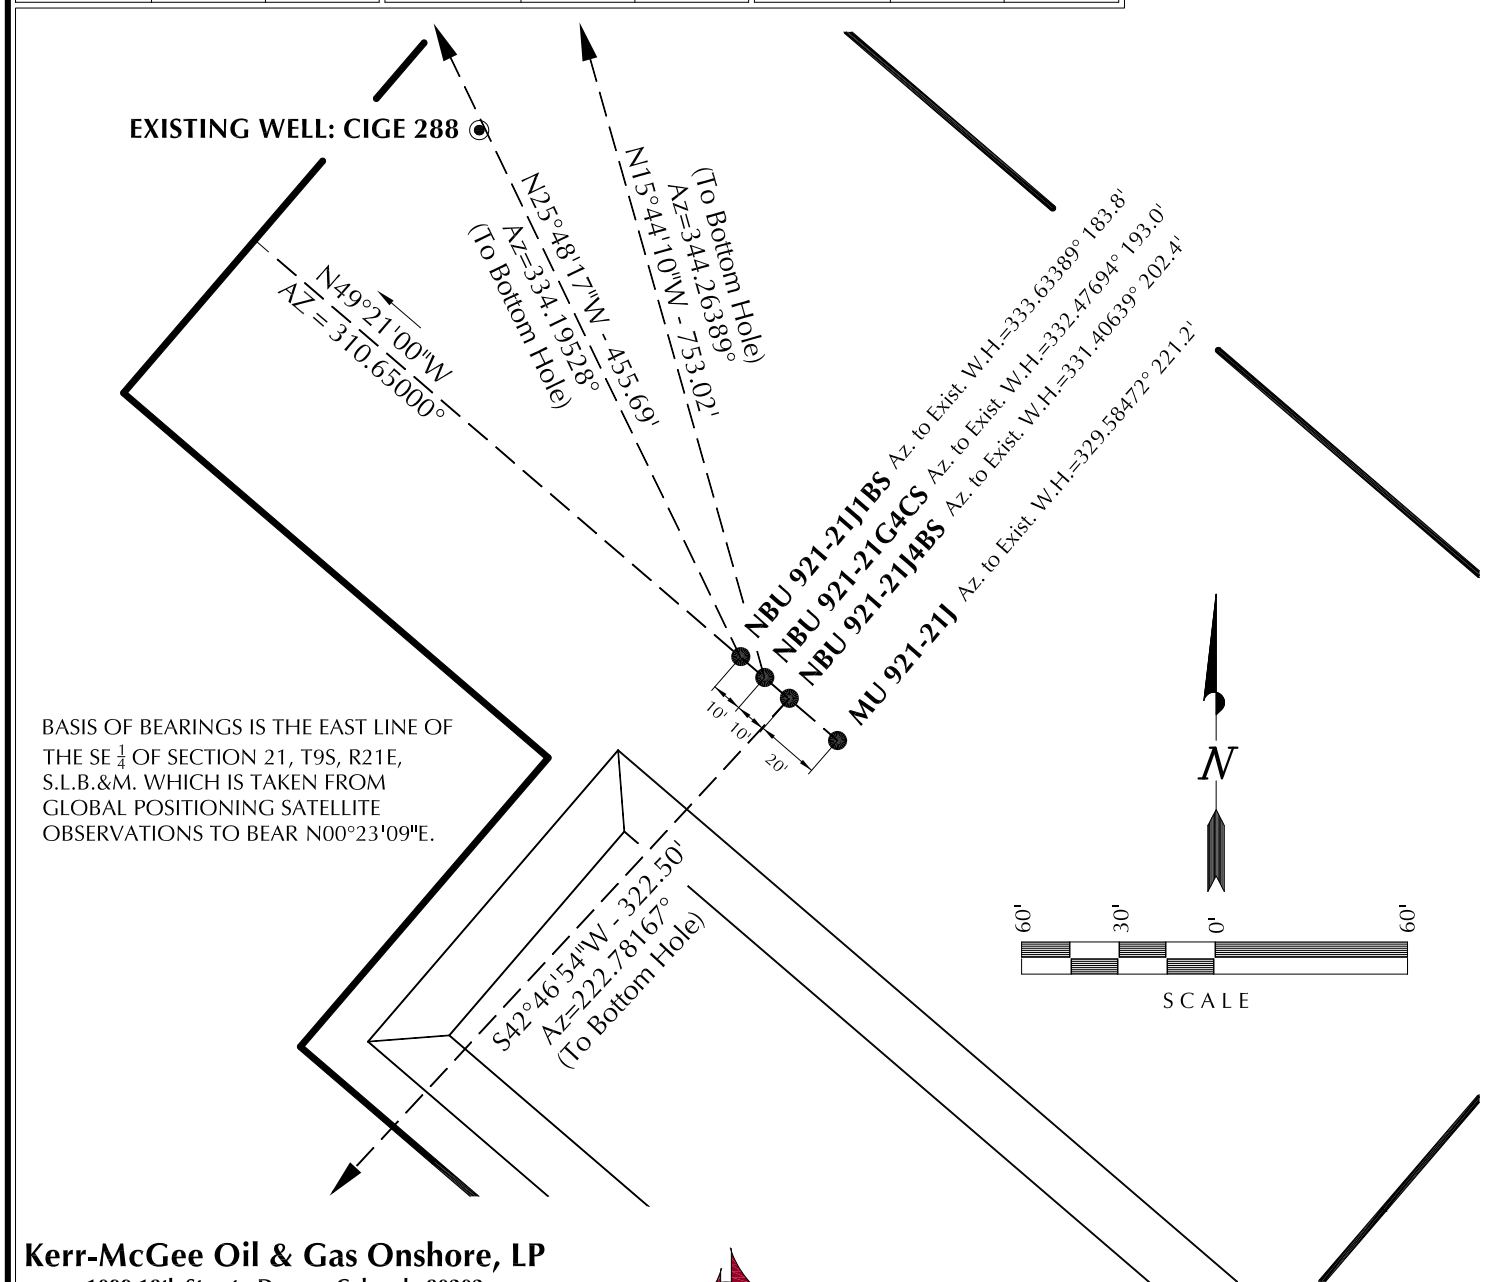 EXISTING WELL: CIGE 288
N15°44'10"W - 753.02'
Az=344.26389°
(To Bottom Hole)
N25°48'17"W - 455.69'
Az=334.19528°
(To Bottom Hole)
N49°21'00"W
AZ = 310.65000°
NBU 921-21J1BS Az. to Exist. W.H.=333.63389° 183.8'
NBU 921-21G4CS Az. to Exist. W.H.=332.47694° 193.0'
NBU 921-21J4BS Az. to Exist. W.H.=331.40639° 202.4'
MU 921-21J Az. to Exist. W.H.=329.58472° 221.2'
10'
10'
20'
BASIS OF BEARINGS IS THE EAST LINE OF
THE SE 1/4 OF SECTION 21, T9S, R21E,
S.L.B.&M. WHICH IS TAKEN FROM
GLOBAL POSITIONING SATELLITE
OBSERVATIONS TO BEAR N00°23'09"E.
N
S42°46'54"W - 322.50'
Az=222.78167°
(To Bottom Hole)
60' 30' 0' 60'
SCALE
Kerr-McGee Oil & Gas Onshore, LP